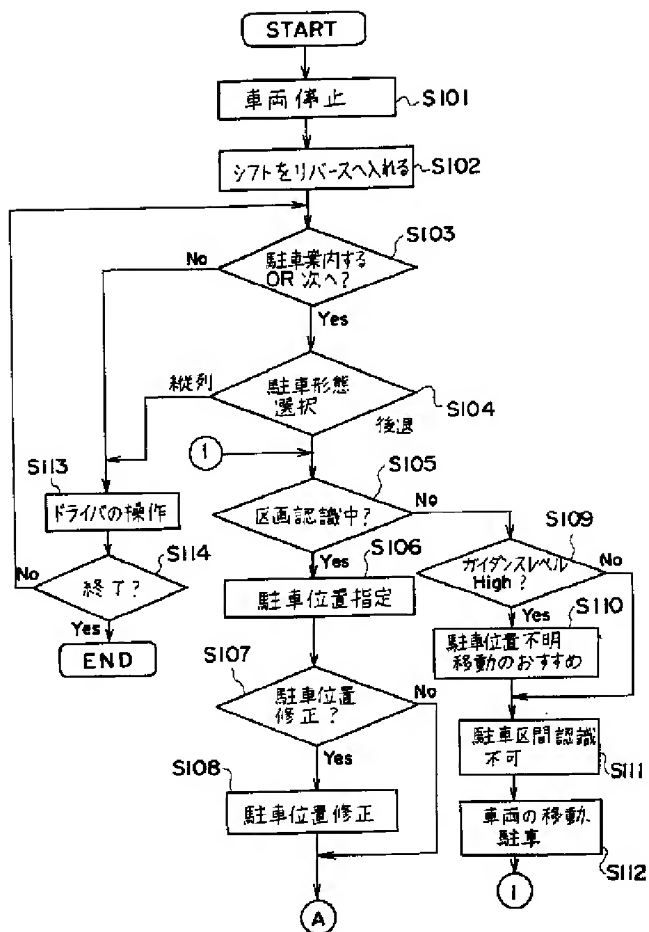 START
車両停止
S101
シフトをリバースへ入れる
S102
駐車案内する
OR 次へ?
S103
No
Yes
駐車形態
選択
S104
縦列
後退
1
区画認識中?
S105
No
Yes
S113
ドライバの操作
終了?
S114
No
Yes
END
駐車位置指定
S106
駐車位置
修正?
S107
No
Yes
S108
駐車位置修正
A
ガイダンスレベル
High?
S109
No
Yes
S110
駐車位置不明
移動のおすすめ
駐車区間認識
不可
S111
車両の移動、
駐車
S112
1